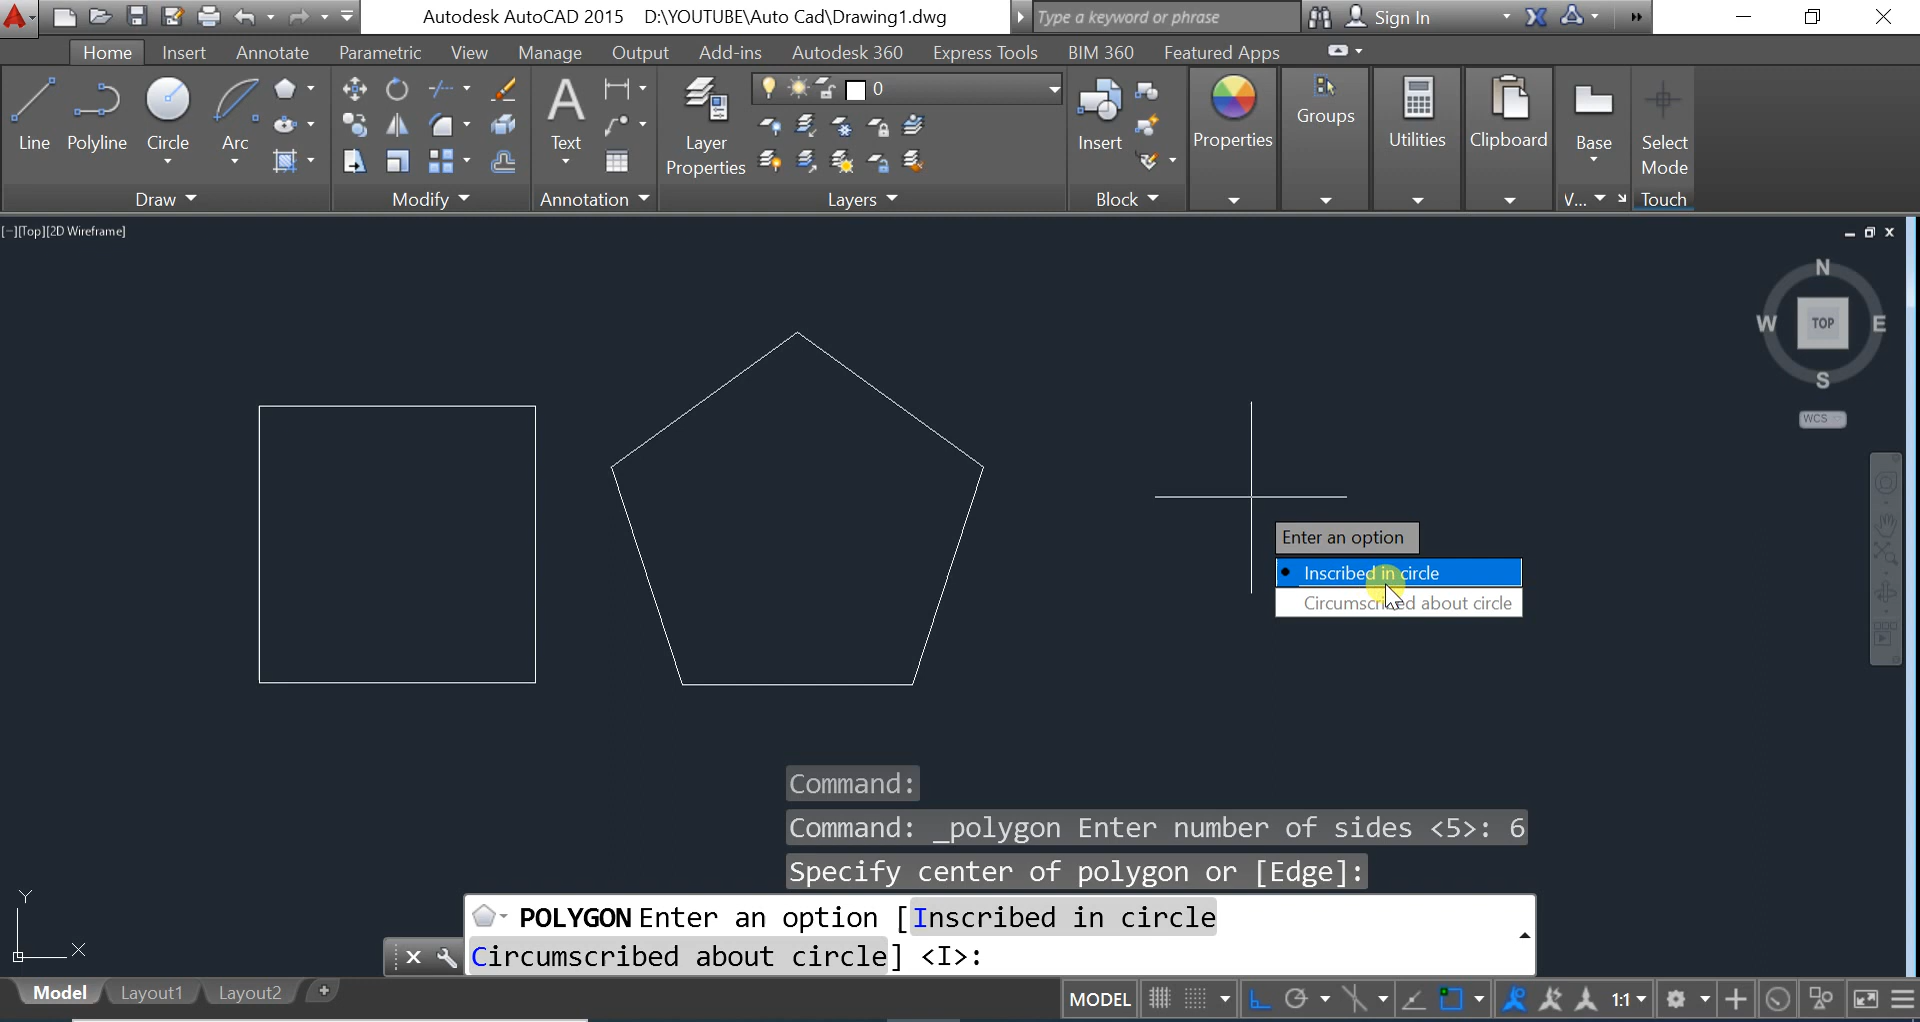 Autodesk AutoCAD 2015 D:\YOUTUBE\Auto Cad\Drawing1.dwg
Type a keyword or phrase
Sign In
Home Insert Annotate Parametric View Manage Output Add-ins Autodesk 360 Express Tools BIM 360 Featured Apps
Line Polyline Circle Arc
Text
Layer Properties
0
Insert
Properties
Groups
Utilities
Clipboard
Base
Select Mode
Draw Modify Annotation Layers Block V... Touch
[−][Top][2D Wireframe]
N
W TOP E
S
WCS
Enter an option
Inscribed in circle
Circumscribed about circle
Command:
Command: _polygon Enter number of sides <5>: 6
Specify center of polygon or [Edge]:
POLYGON Enter an option [Inscribed in circle
Circumscribed about circle] <I>:
Y
X
Model Layout1 Layout2 +
MODEL 1:1